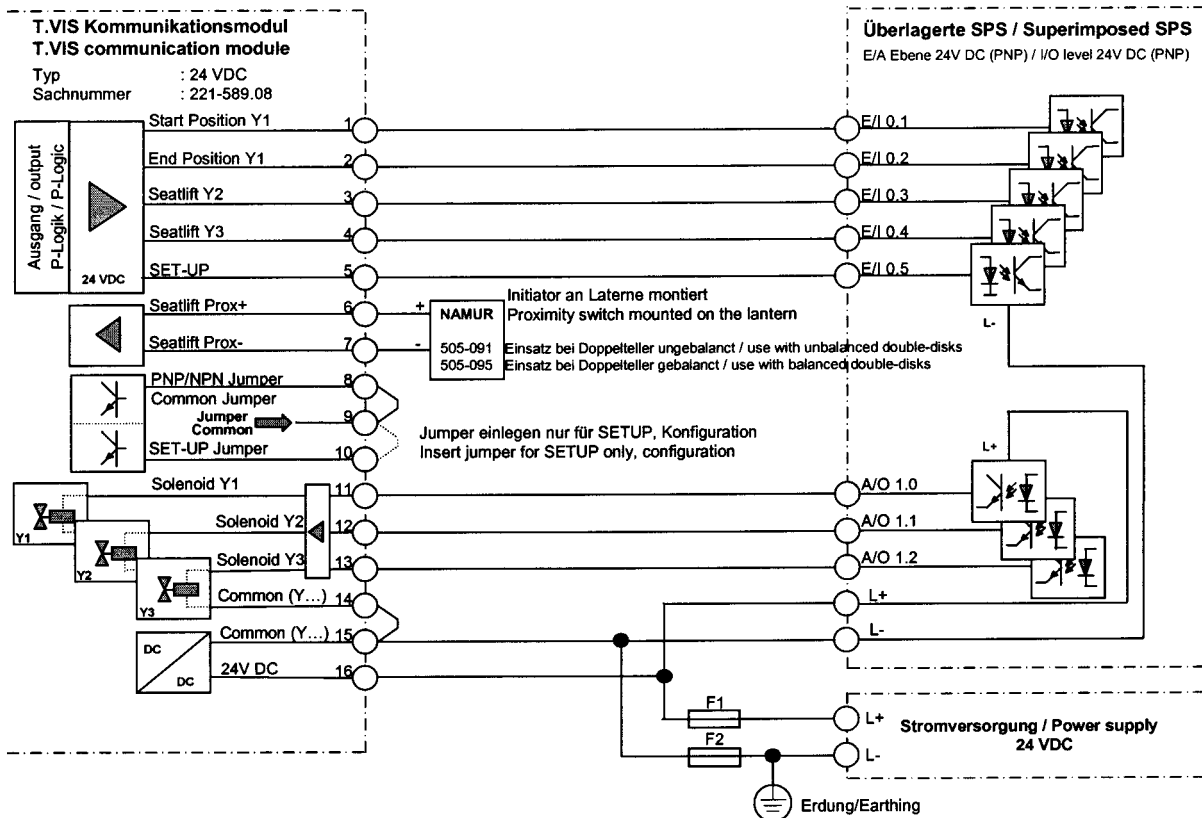 T.VIS Kommunikationsmodul
T.VIS communication module
Typ : 24 VDC
Sachnummer : 221-589.08
Ausgang / output
P-Logik / P-Logic
24 VDC
Start Position Y1 1
End Position Y1 2
Seatlift Y2 3
Seatlift Y3 4
SET-UP 5
Seatlift Prox+ 6
Seatlift Prox- 7
PNP/NPN Jumper 8
Common Jumper
Jumper
Common 9
SET-UP Jumper 10
Solenoid Y1 11
Solenoid Y2 12
Solenoid Y3 13
Common (Y...) 14
Common (Y...) 15
24V DC 16
Y1
Y2
Y3
DC
DC
+
-
NAMUR
505-091
505-095
Initiator an Laterne montiert
Proximity switch mounted on the lantern
Einsatz bei Doppelteller ungebalanct / use with unbalanced double-disks
Einsatz bei Doppelteller gebalanct / use with balanced double-disks
Jumper einlegen nur für SETUP, Konfiguration
Insert jumper for SETUP only, configuration
Überlagerte SPS / Superimposed SPS
E/A Ebene 24V DC (PNP) / I/O level 24V DC (PNP)
E/I 0.1
E/I 0.2
E/I 0.3
E/I 0.4
E/I 0.5
L-
L+
A/O 1.0
A/O 1.1
A/O 1.2
L+
L-
F1
F2
L+
L-
Stromversorgung / Power supply
24 VDC
Erdung/Earthing